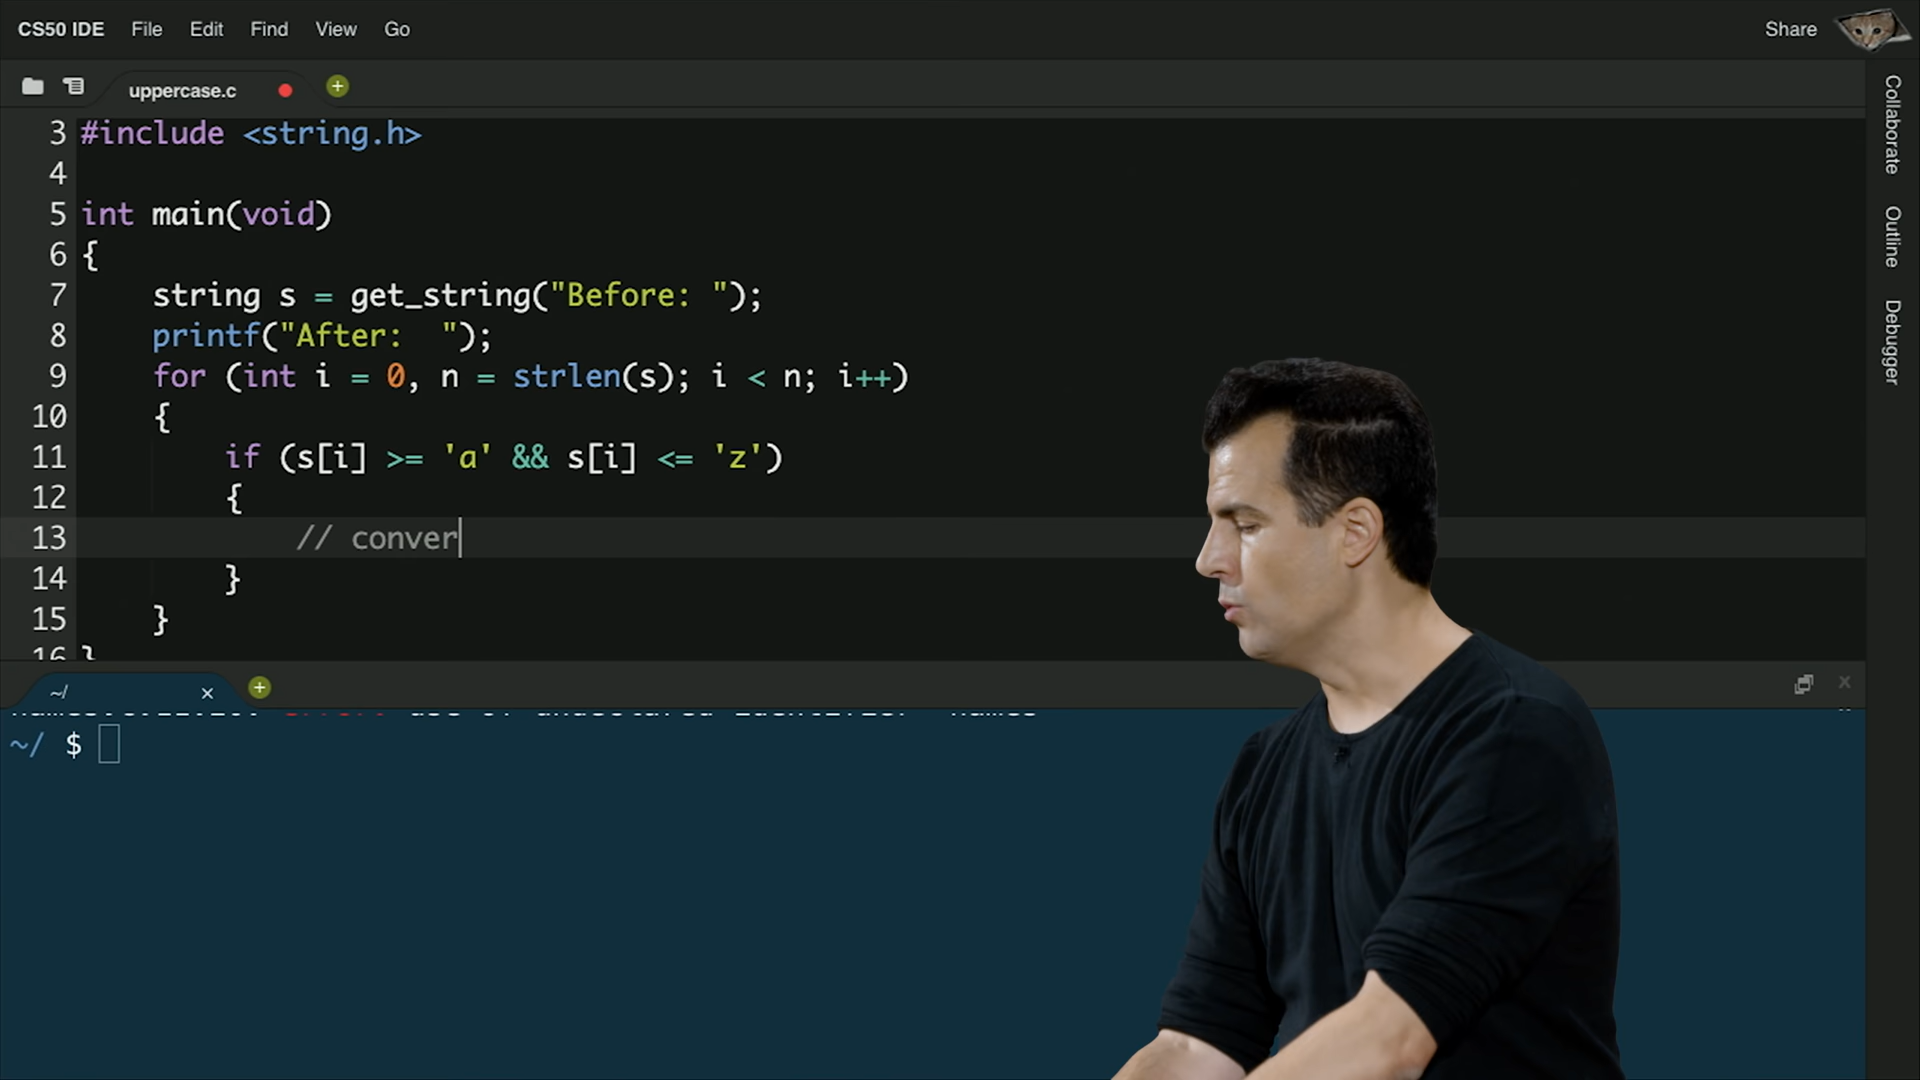 CS50 IDE File Edit Find View Go Share
uppercase.c
3 #include <string.h>
4
5 int main(void)
6 {
7     string s = get_string("Before: ");
8     printf("After:  ");
9     for (int i = 0, n = strlen(s); i < n; i++)
10     {
11         if (s[i] >= 'a' && s[i] <= 'z')
12         {
13             // conver
14         }
15     }
16 }
~/
~/ $
Collaborate
Outline
Debugger